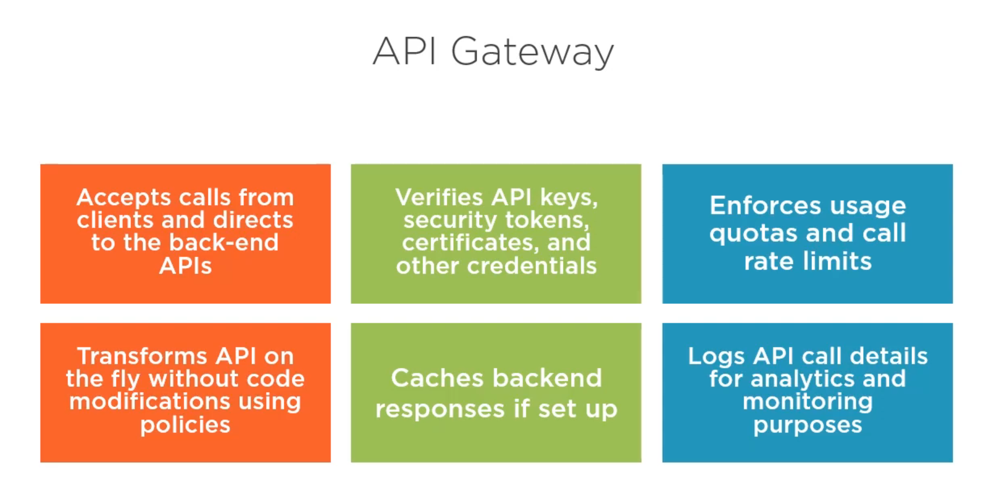 API Gateway
Accepts calls from
clients and directs
to the back-end
APIs
Verifies API keys,
security tokens,
certificates, and
other credentials
Enforces usage
quotas and call
rate limits
Transforms API on
the fly without code
modifications using
policies
Caches backend
responses if set up
Logs API call details
for analytics and
monitoring
purposes